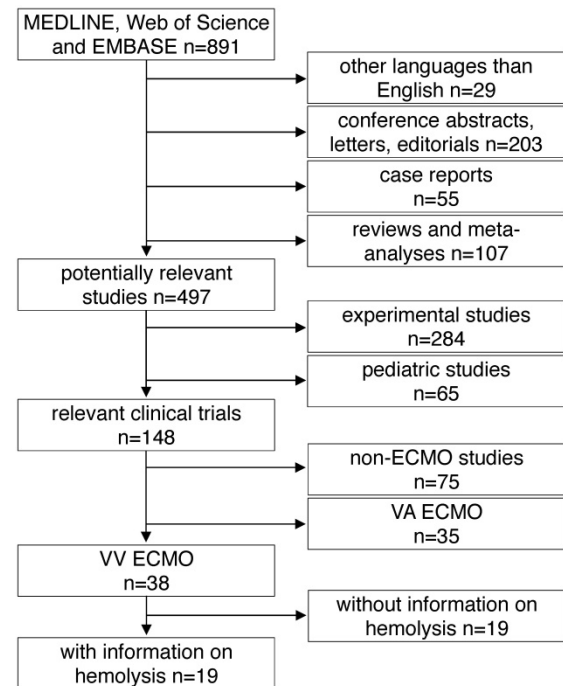 MEDLINE, Web of Science
and EMBASE n=891
other languages than
English n=29
conference abstracts,
letters, editorials n=203
case reports
n=55
reviews and meta-
analyses n=107
potentially relevant
studies n=497
experimental studies
n=284
pediatric studies
n=65
relevant clinical trials
n=148
non-ECMO studies
n=75
VA ECMO
n=35
VV ECMO
n=38
without information on
hemolysis n=19
with information on
hemolysis n=19